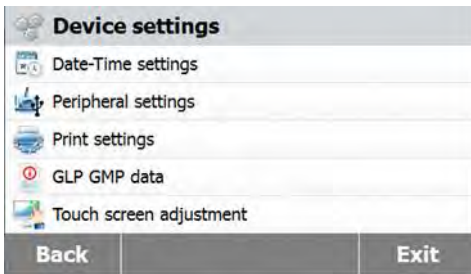 Device settings
Date-Time settings
Peripheral settings
Print settings
GLP GMP data
Touch screen adjustment
Back Exit